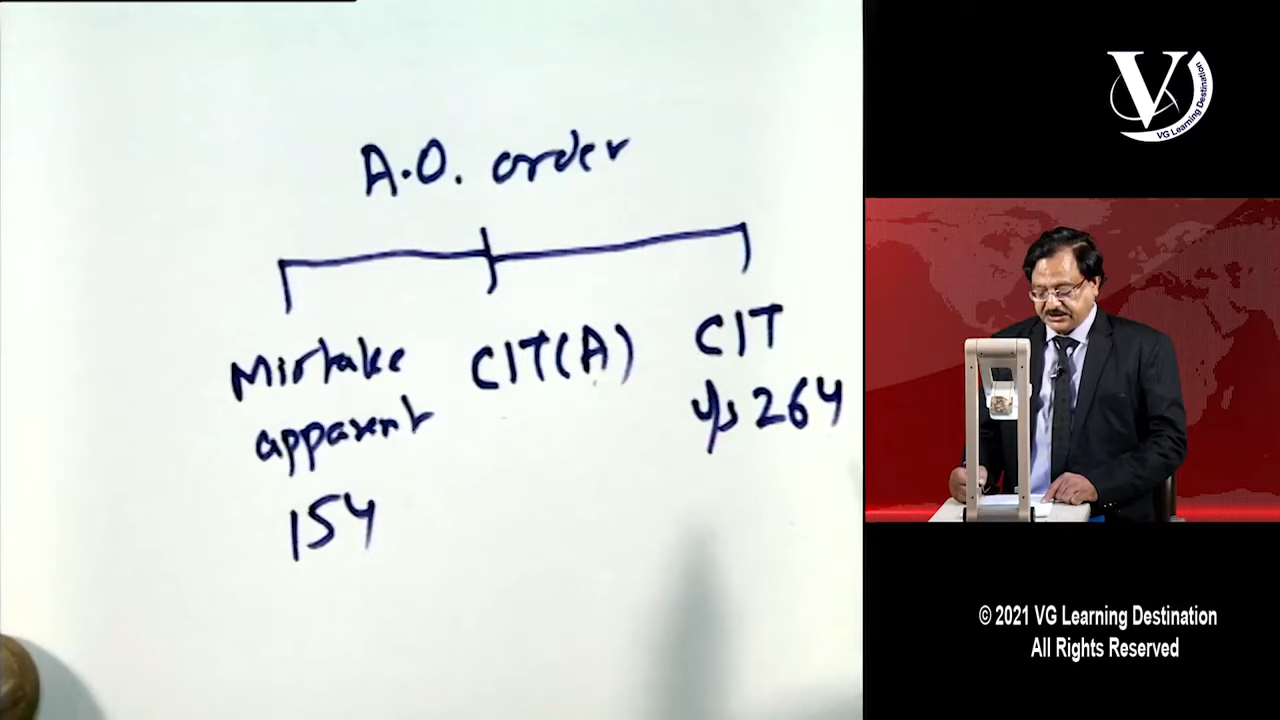 A.O. order
Mistake
apparent
154
CIT(A)
CIT
u/s 264
V
VG Learning Destination
© 2021 VG Learning Destination
All Rights Reserved